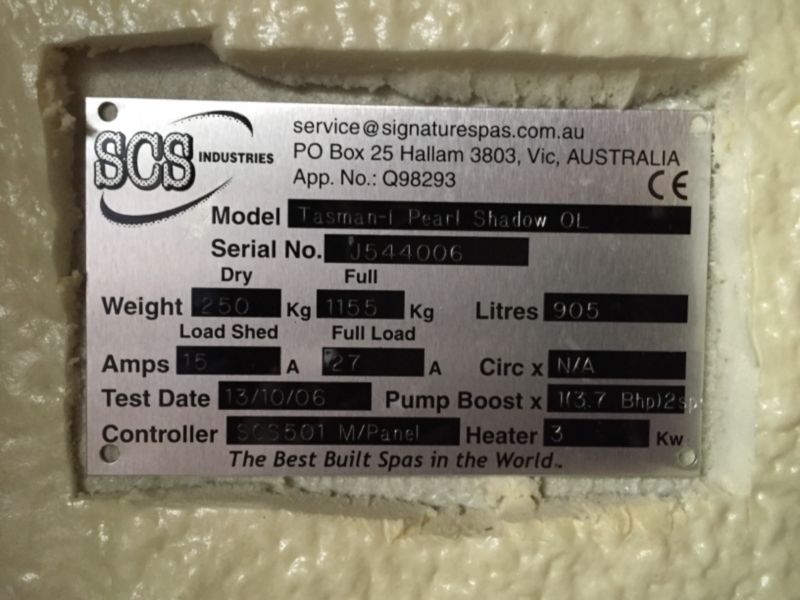 SCS INDUSTRIES
service@signaturespas.com.au
PO Box 25 Hallam 3803, Vic, AUSTRALIA
App. No.: Q98293
CE
Model Tasman-i Pearl Shadow OL
Serial No. J544006
Dry Full
Weight 250 Kg 1155 Kg Litres 905
Load Shed Full Load
Amps 15 A 27 A Circ x N/A
Test Date 13/10/06 Pump Boost x 1(3.7 Bhp)2sp
Controller SCS501 M/Panel Heater 3 Kw
The Best Built Spas in the World™